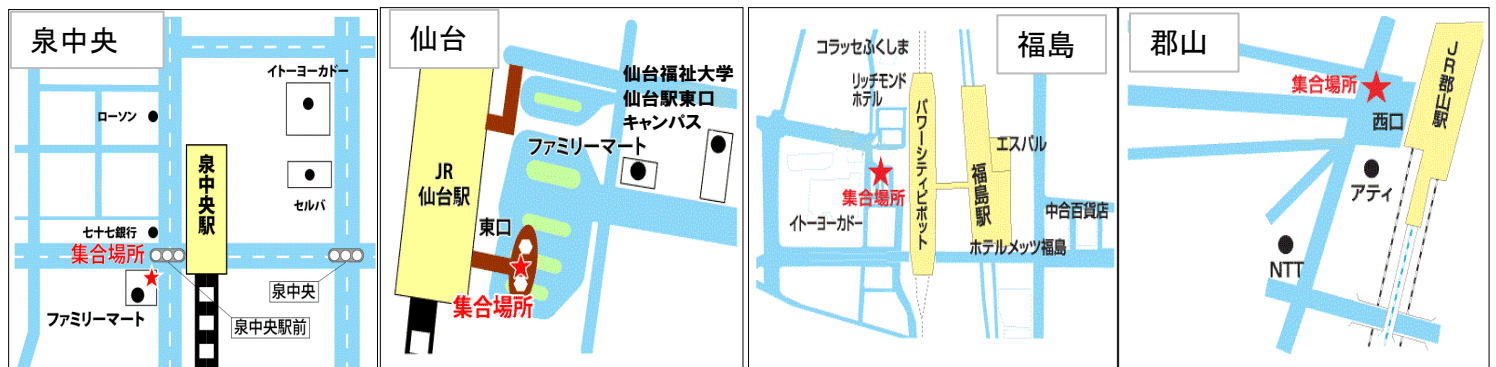 泉中央
イトーヨーカドー
ローソン
泉中央駅
セルバ
七十七銀行
集合場所
泉中央
ファミリーマート
泉中央駅前
仙台
仙台福祉大学
仙台駅東口
キャンパス
ファミリーマート
JR
仙台駅
東口
集合場所
福島
コラッセふくしま
リッチモンド
ホテル
パワーシティピボット
エスパル
福島駅
集合場所
イトーヨーカドー
中合百貨店
ホテルメッツ福島
郡山
JR郡山駅
集合場所
西口
アティ
NTT